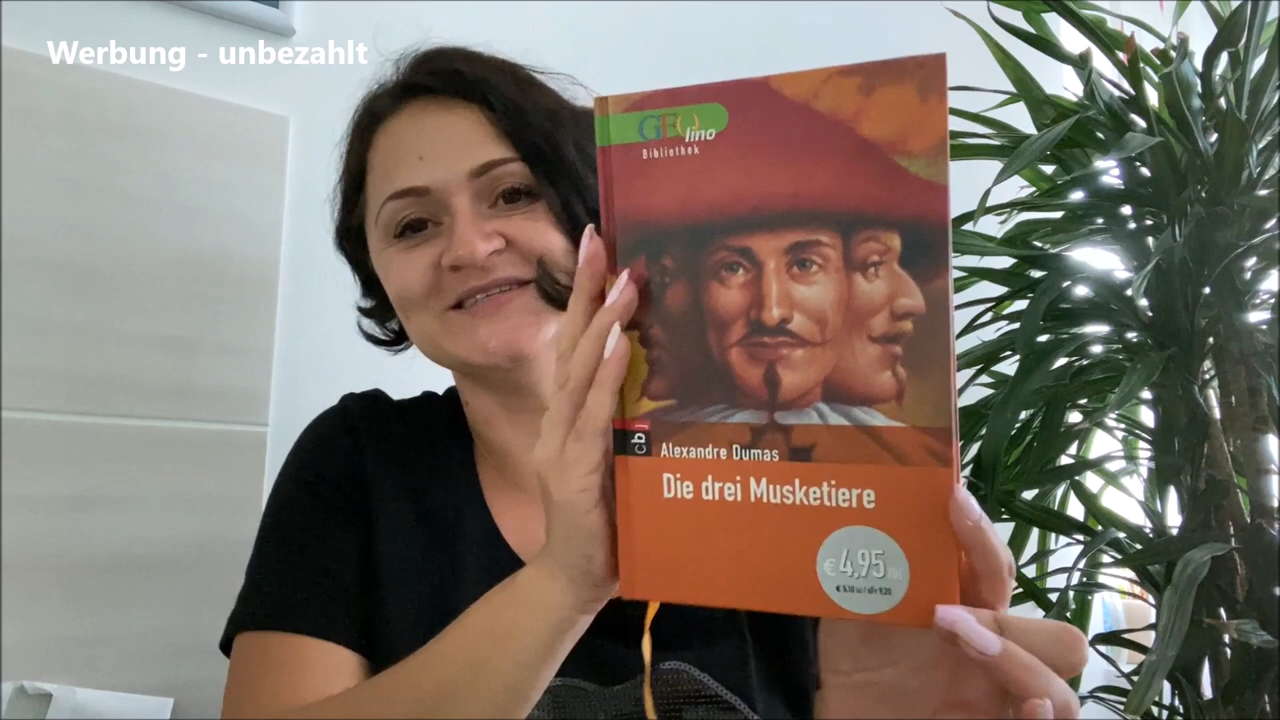 Werbung - unbezahlt
GEO
lino
Bibliothek
cbj
Alexandre Dumas
Die drei Musketiere
€ 4,95